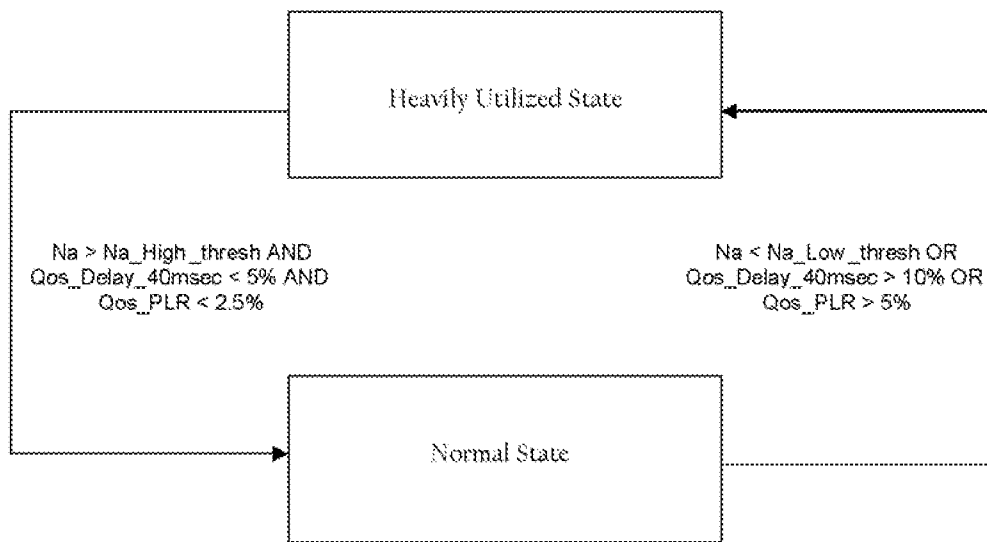 Heavily Utilized State
Na > Na_High_thresh AND
Qos_Delay_40msec < 5% AND
Qos_PLR < 2.5%
Na < Na_Low_thresh OR
Qos_Delay_40msec > 10% OR
Qos_PLR > 5%
Normal State